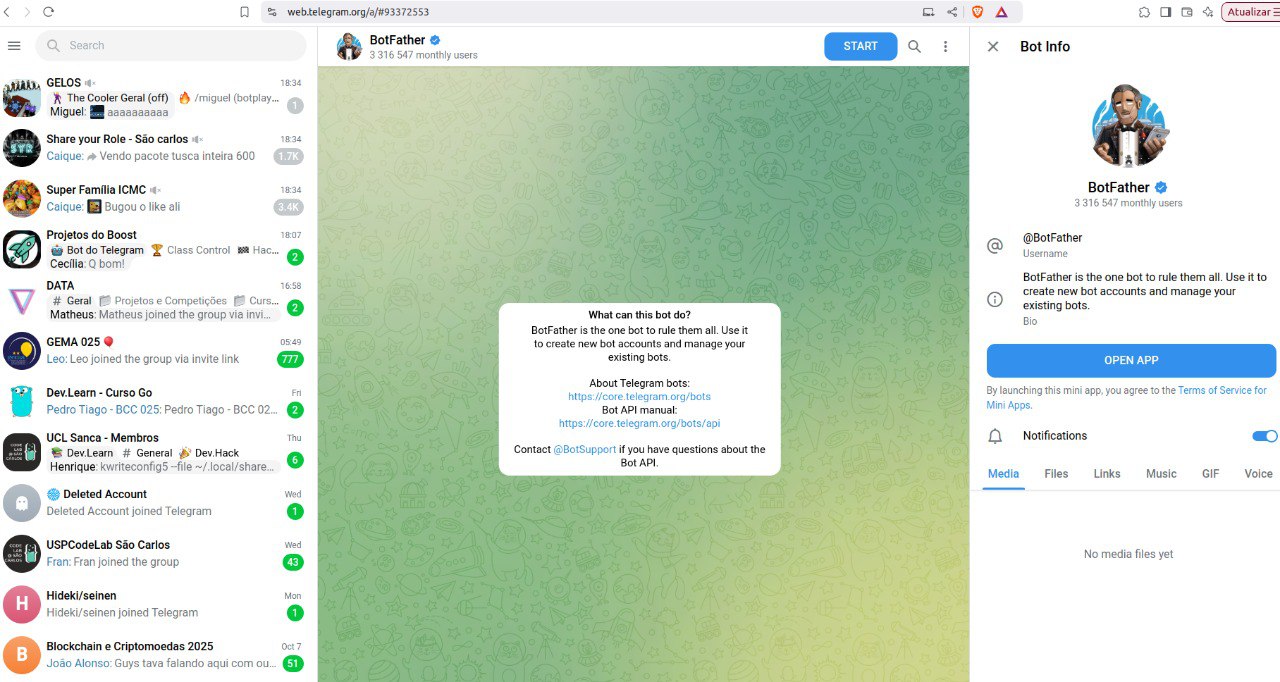 web.telegram.org/a/#93372553
Atualizar
Search
GELOS 18:34
The Cooler Geral (off) /miguel (botplay...
Miguel: aaaaaaaaaa 1
Share your Role - São carlos 18:34
Caique: Vendo pacote tusca inteira 600 1.7K
Super Família ICMC 18:34
Caique: Bugou o like ali 3.4K
Projetos do Boost 18:07
Bot do Telegram Class Control Hac...
Cecília: Q bom! 2
DATA 16:58
# Geral Projetos e Competições Curs...
Matheus: Matheus joined the group via invi... 2
GEMA 025 05:49
Leo: Leo joined the group via invite link 777
Dev.Learn - Curso Go Fri
Pedro Tiago - BCC 025: Pedro Tiago - BCC 02... 2
UCL Sanca - Membros Thu
Dev.Learn # General Dev.Hack
Henrique: kwriteconfig5 --file ~/.local/share... 6
Deleted Account Wed
Deleted Account joined Telegram 1
USPCodeLab São Carlos Wed
Fran: Fran joined the group 43
H
Hideki/seinen Mon
Hideki/seinen joined Telegram 1
B
Blockchain e Criptomoedas 2025 Oct 7
João Alonso: Guys tava falando aqui com ou... 51
BotFather
3 316 547 monthly users
START
What can this bot do?
BotFather is the one bot to rule them all. Use it
to create new bot accounts and manage your
existing bots.
About Telegram bots:
https://core.telegram.org/bots
Bot API manual:
https://core.telegram.org/bots/api
Contact @BotSupport if you have questions about the
Bot API.
Bot Info
BotFather
3 316 547 monthly users
@BotFather
Username
BotFather is the one bot to rule them all. Use it to
create new bot accounts and manage your
existing bots.
Bio
OPEN APP
By launching this mini app, you agree to the Terms of Service for
Mini Apps.
Notifications
Media Files Links Music GIF Voice
No media files yet